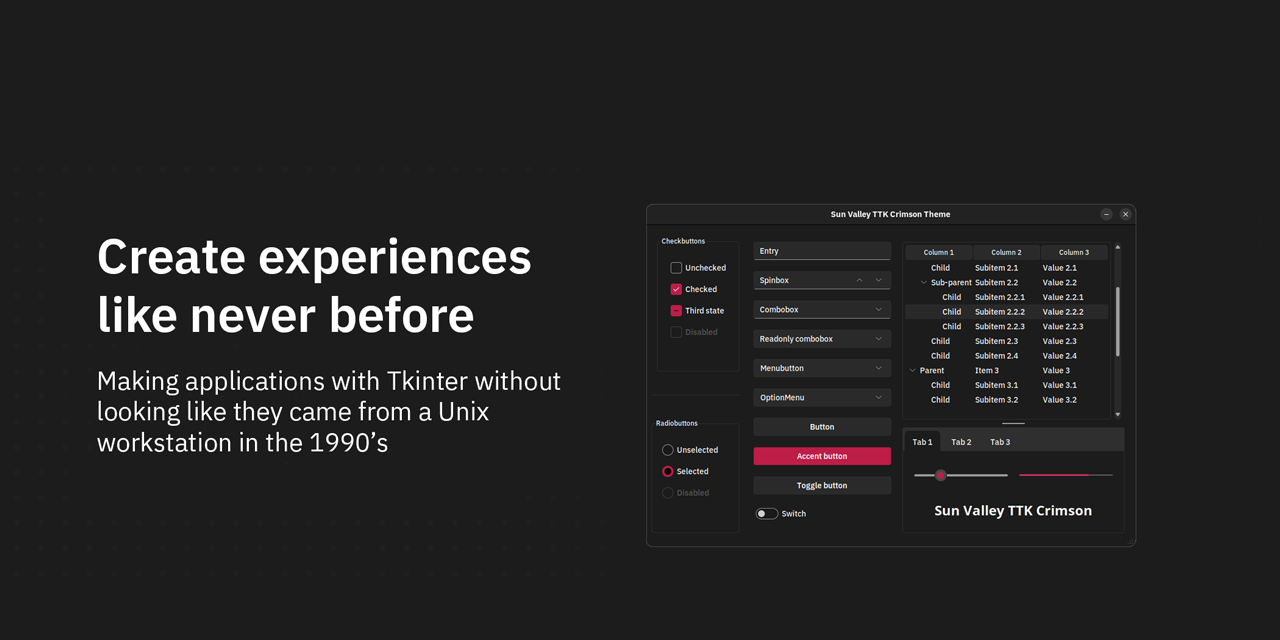 Create experiences
like never before
Making applications with Tkinter without
looking like they came from a Unix
workstation in the 1990’s
Sun Valley TTK Crimson Theme
Checkbuttons
Unchecked
Checked
Third state
Disabled
Radiobuttons
Unselected
Selected
Disabled
Entry
Spinbox
Combobox
Readonly combobox
Menubutton
OptionMenu
Button
Accent button
Toggle button
Switch
Column 1 Column 2 Column 3
Child Subitem 2.1 Value 2.1
Sub-parent Subitem 2.2 Value 2.2
Child Subitem 2.2.1 Value 2.2.1
Child Subitem 2.2.2 Value 2.2.2
Child Subitem 2.2.3 Value 2.2.3
Child Subitem 2.3 Value 2.3
Child Subitem 2.4 Value 2.4
Parent Item 3 Value 3
Child Subitem 3.1 Value 3.1
Child Subitem 3.2 Value 3.2
Tab 1 Tab 2 Tab 3
Sun Valley TTK Crimson